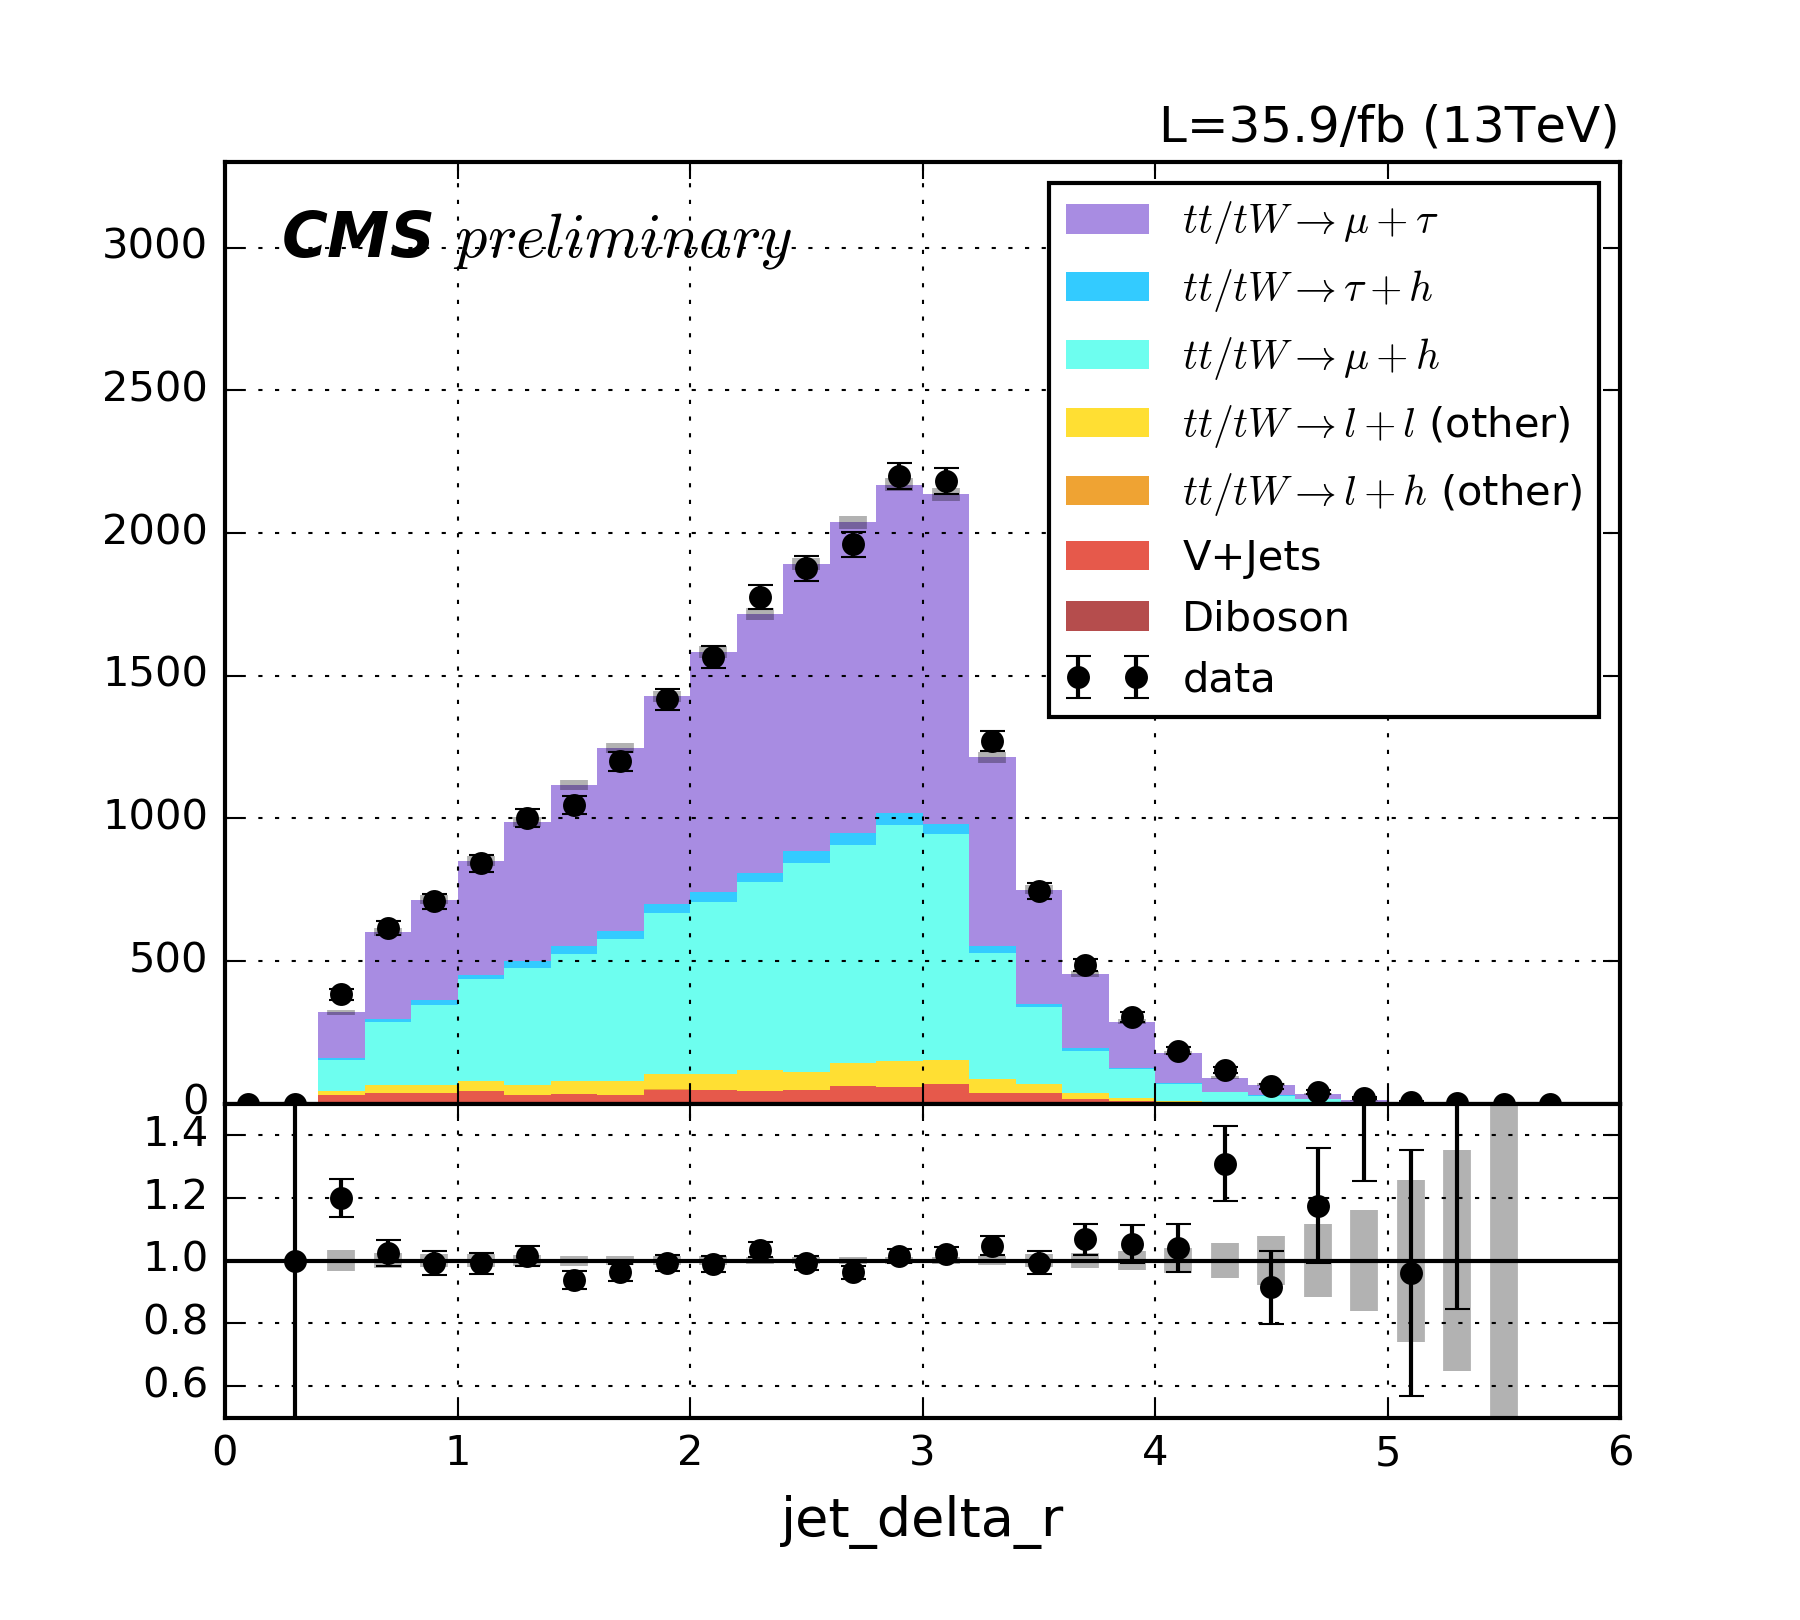 L=35.9/fb (13TeV)
CMS preliminary
3000
2500
2000
1500
1000
500
0
tt/tW → μ + τ
tt/tW → τ + h
tt/tW → μ + h
tt/tW → l + l (other)
tt/tW → l + h (other)
V+Jets
Diboson
data
1.4
1.2
1.0
0.8
0.6
0 1 2 3 4 5 6
jet_delta_r